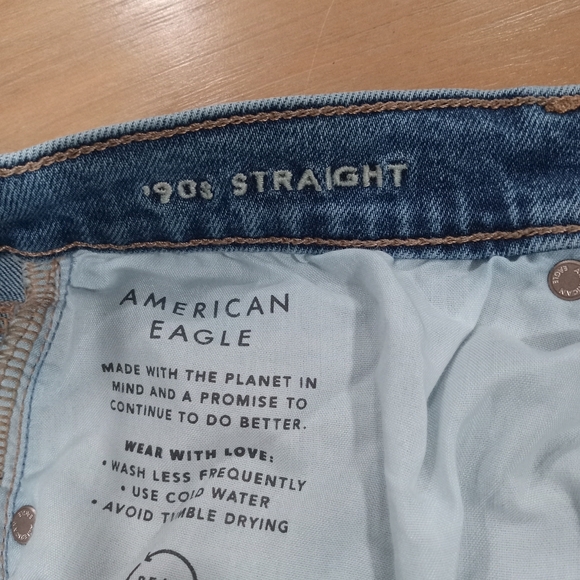 '90s STRAIGHT
AMERICAN
EAGLE
MADE WITH THE PLANET IN
MIND AND A PROMISE TO
CONTINUE TO DO BETTER.
WEAR WITH LOVE:
• WASH LESS FREQUENTLY
• USE COLD WATER
• AVOID TUMBLE DRYING